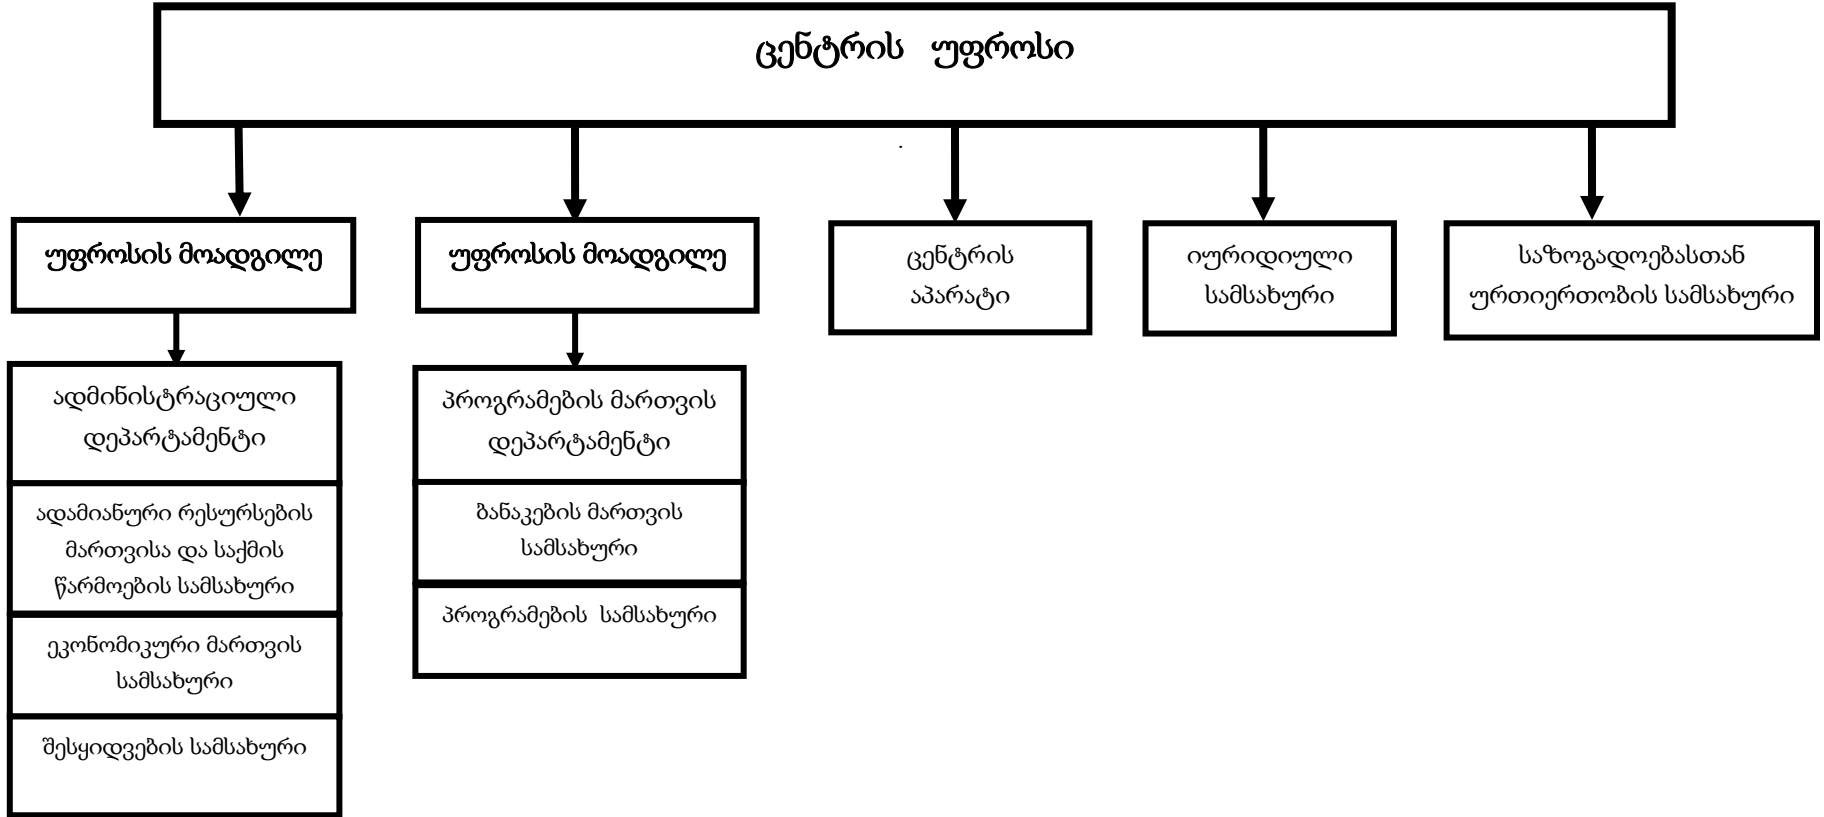 ცენტრის უფროსი
უფროსის მოადგილე
უფროსის მოადგილე
ცენტრის
აპარატი
იურიდიული
სამსახური
საზოგადოებასთან
ურთიერთობის სამსახური
ადმინისტრაციული
დეპარტამენტი
ადამიანური რესურსების
მართვისა და საქმის
წარმოების სამსახური
ეკონომიკური მართვის
სამსახური
შესყიდვების სამსახური
პროგრამების მართვის
დეპარტამენტი
ბანაკების მართვის
სამსახური
პროგრამების სამსახური